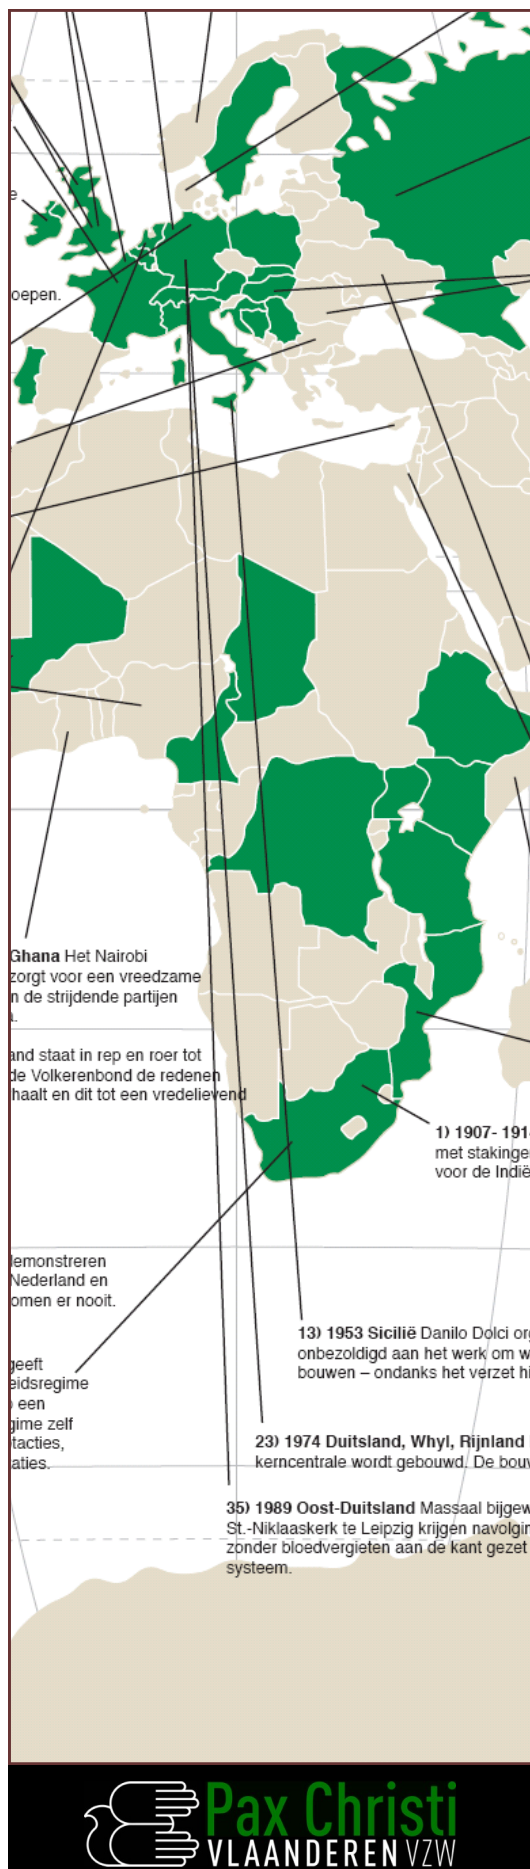 e
oepen.
Ghana Het Nairobi
zorgt voor een vreedzame
n de strijdende partijen
and staat in rep en roer tot
de Volkerenbond de redenen
haalt en dit tot een vredelievend
1) 1907- 191
met stakinge
voor de Indië
lemonstreren
Nederland en
omen er nooit.
geeft
eidsregime
een
gime zelf
tacties,
aties.
13) 1953 Sicilië Danilo Dolci org
onbezoldigd aan het werk om w
bouwen – ondanks het verzet hi
23) 1974 Duitsland, Whyl, Rijnland
kerncentrale wordt gebouwd. De bouw
35) 1989 Oost-Duitsland Massaal bijgew
St.-Niklaaskerk te Leipzig krijgen navolgin
zonder bloedvergieten aan de kant gezet
systeem.
Pax Christi
VLAANDEREN VZW